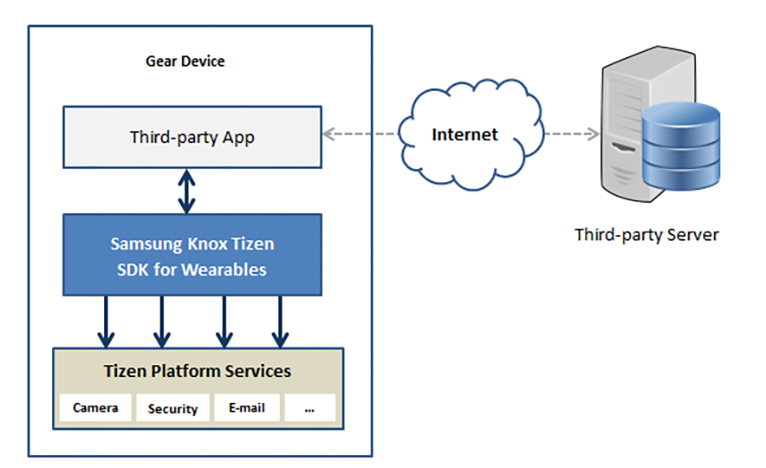 Gear Device
Third-party App
Internet
Third-party Server
Samsung Knox Tizen
SDK for Wearables
Tizen Platform Services
Camera
Security
E-mail
...